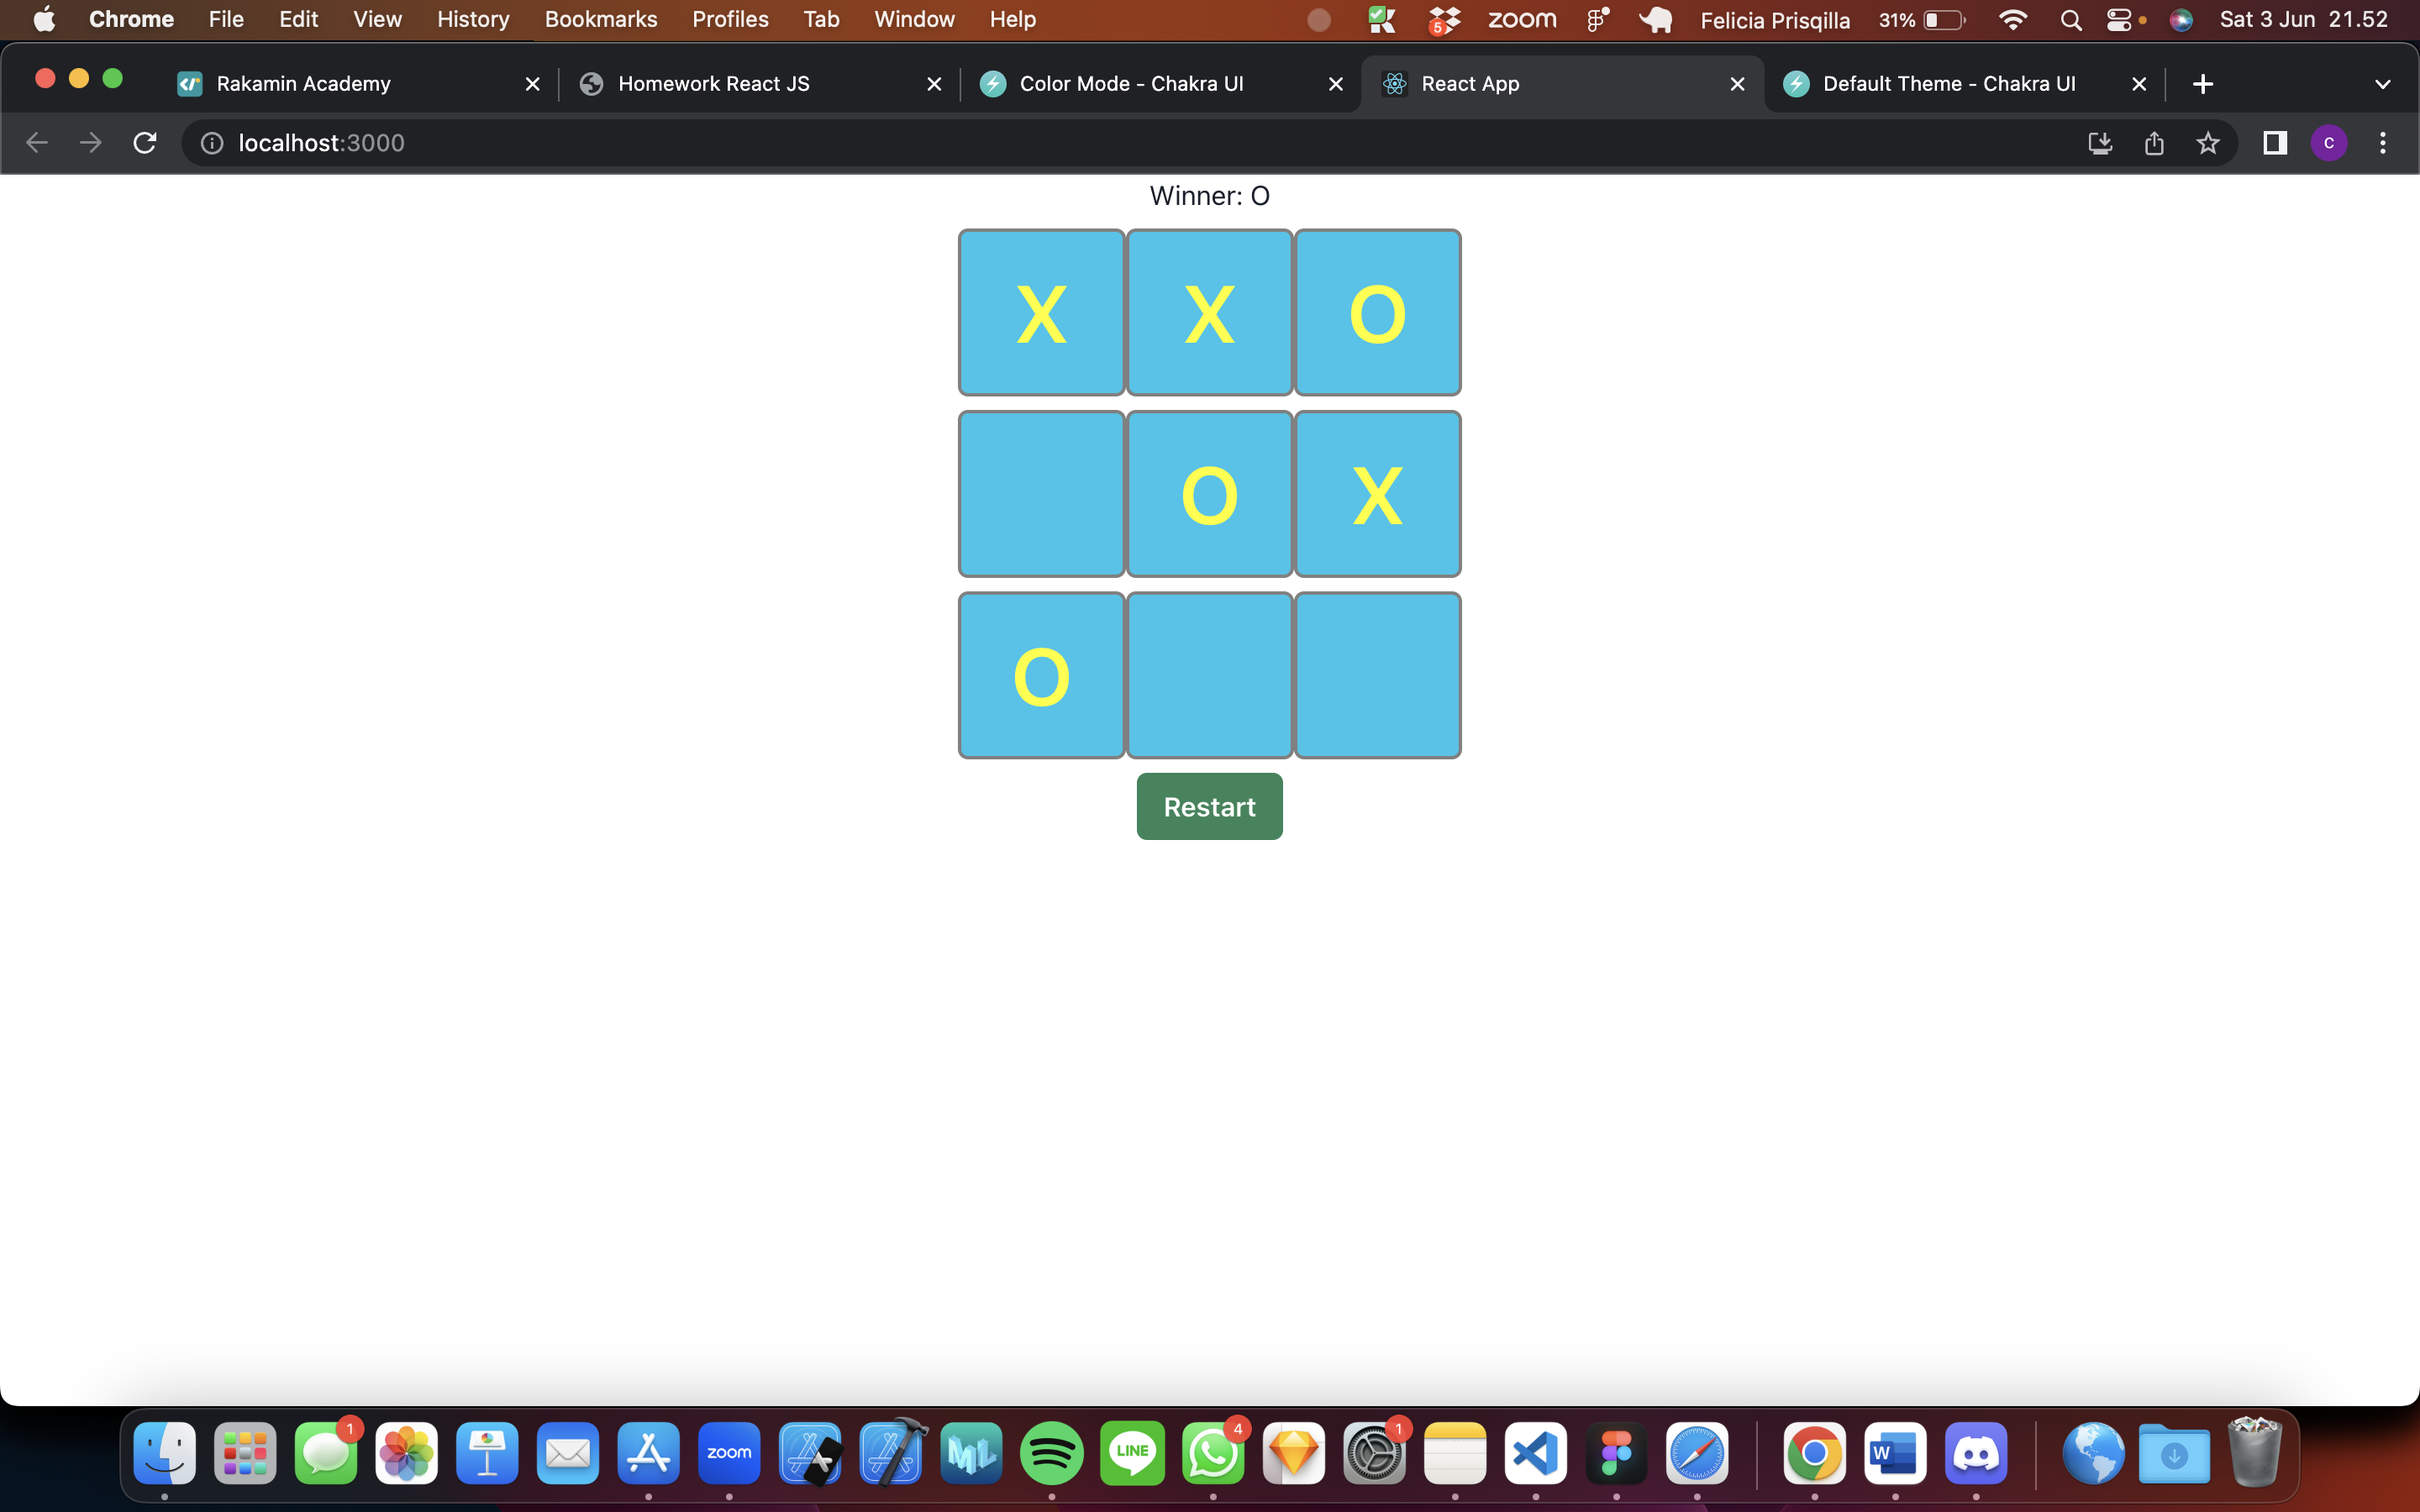 Chrome File Edit View History Bookmarks Profiles Tab Window Help 5 zoom Felicia Prisqilla 31% Sat 3 Jun 21.52
Rakamin Academy Homework React JS Color Mode - Chakra UI React App Default Theme - Chakra UI
localhost:3000 C
Winner: O
X X O
O X
O
Restart
1 zoom ML LINE 4 1 W